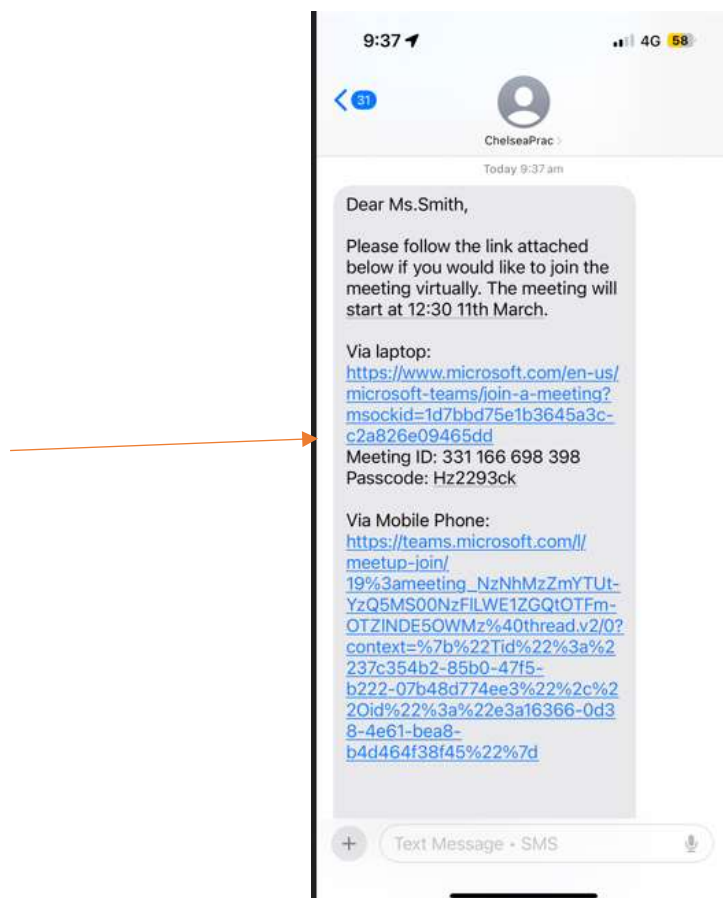 9:37
4G 58
31
ChelseaPrac
Today 9:37 am
Dear Ms.Smith,
Please follow the link attached
below if you would like to join the
meeting virtually. The meeting will
start at 12:30 11th March.
Via laptop:
https://www.microsoft.com/en-us/
microsoft-teams/join-a-meeting?
msockid=1d7bbd75e1b3645a3c-
c2a826e09465dd
Meeting ID: 331 166 698 398
Passcode: Hz2293ck
Via Mobile Phone:
https://teams.microsoft.com/l/
meetup-join/
19%3ameeting_NzNhMzZmYTUt-
YzQ5MS00NzFlLWE1ZGQtOTFm-
OTZlNDE5OWMz%40thread.v2/0?
context=%7b%22Tid%22%3a%2
237c354b2-85b0-47f5-
b222-07b48d774ee3%22%2c%2
2Oid%22%3a%22e3a16366-0d3
8-4e61-bea8-
b4d464f38f45%22%7d
Text Message • SMS